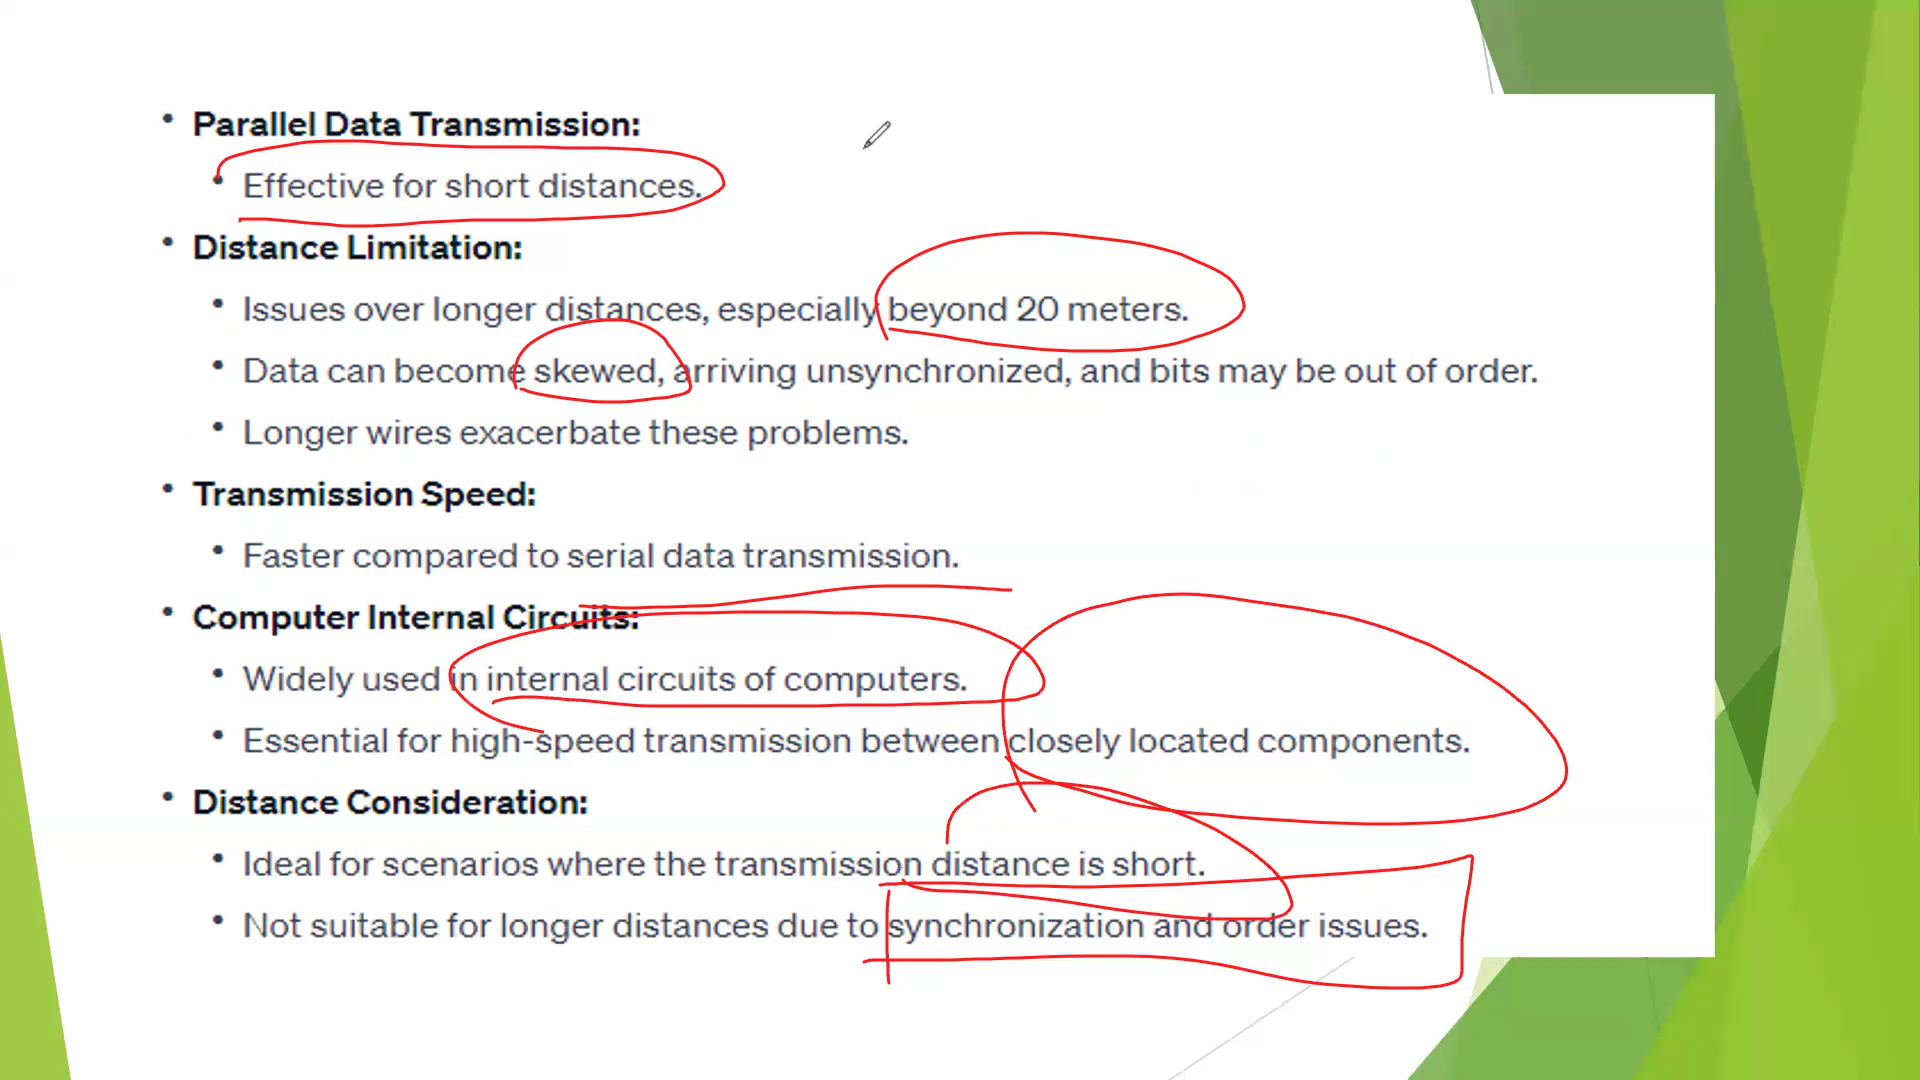 • Parallel Data Transmission:
• Effective for short distances.
• Distance Limitation:
• Issues over longer distances, especially beyond 20 meters.
• Data can become skewed, arriving unsynchronized, and bits may be out of order.
• Longer wires exacerbate these problems.
• Transmission Speed:
• Faster compared to serial data transmission.
• Computer Internal Circuits:
• Widely used in internal circuits of computers.
• Essential for high-speed transmission between closely located components.
• Distance Consideration:
• Ideal for scenarios where the transmission distance is short.
• Not suitable for longer distances due to synchronization and order issues.